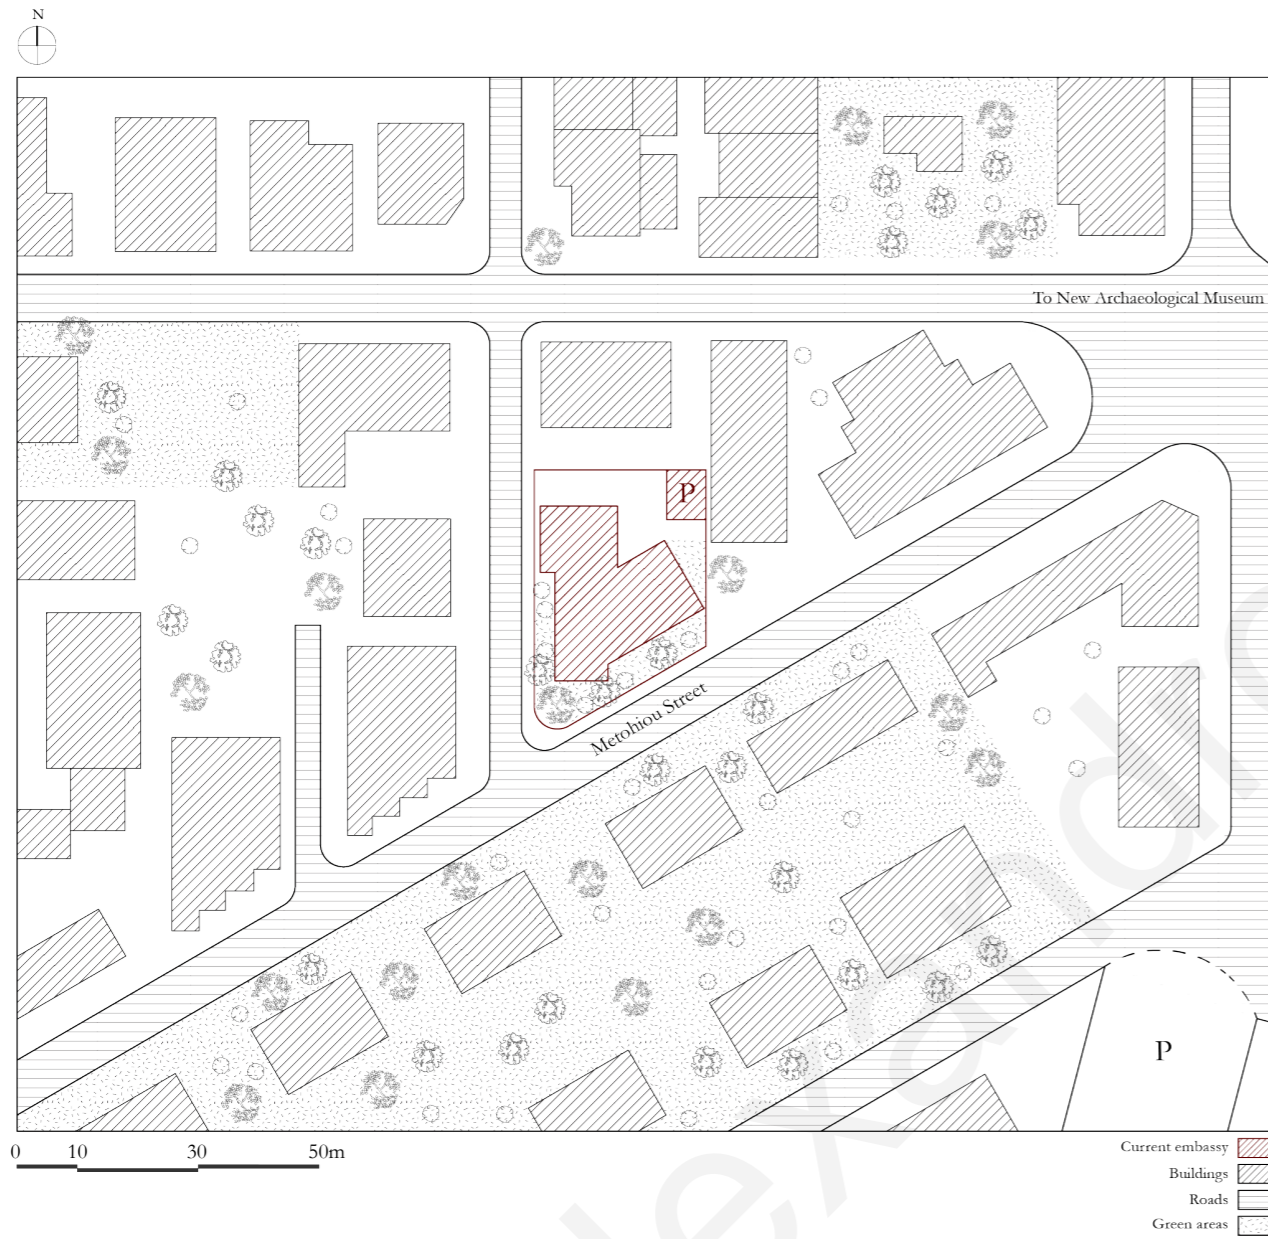 N
To New Archaeological Museum
P
Metohiou Street
P
0 10 30 50m
Current embassy
Buildings
Roads
Green areas